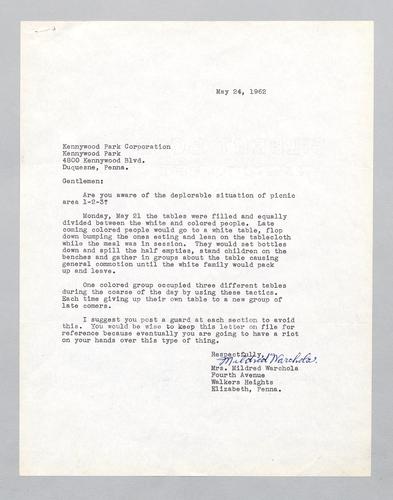 May 24, 1962
Kennywood Park Corporation
Kennywood Park
4800 Kennywood Blvd.
Duquesne, Penna.
Gentlemen:
Are you aware of the deplorable situation of picnic
area 1-2-3?
Monday, May 21 the tables were filled and equally
divided between the white and colored people. Late
coming colored people would go to a white table, flop
down bumping the ones eating and lean on the tablecloth
while the meal was in session. They would set bottles
down and spill the half empties, stand children on
the benches and gather in groups about the table causing
general commotion until the white family would pack
up and leave.
One colored group occupied three different tables
during the coarse of the day by using these tactics.
Each time giving up their own table to a new group of
late comers.
I suggest you post a guard at each section to avoid
this. You would be wise to keep this letter on file for
reference because eventually you are going to have a riot
on your hands over this type of thing.
Respectfully,
Mildred Warchola
Mrs. Mildred Warchola
Fourth Avenue
Walkers Heights
Elizabeth, Penna.